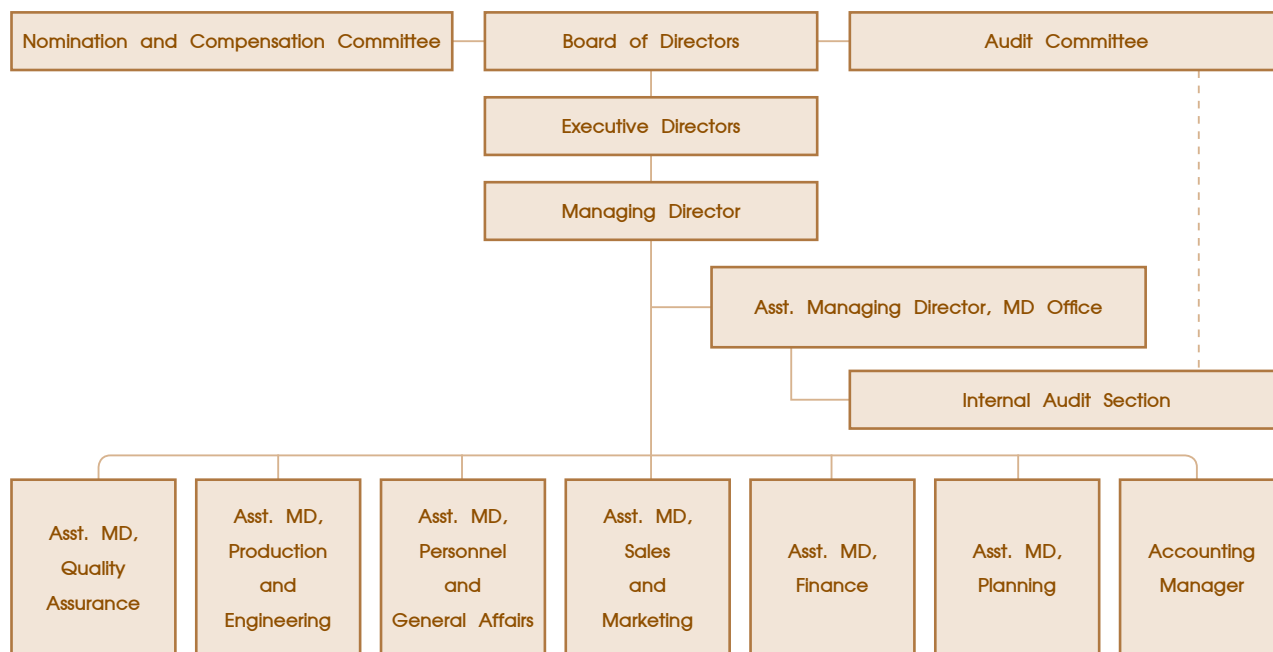 Nomination and Compensation Committee
Board of Directors
Audit Committee
Executive Directors
Managing Director
Asst. Managing Director, MD Office
Internal Audit Section
Asst. MD,
Quality
Assurance
Asst. MD,
Production
and
Engineering
Asst. MD,
Personnel
and
General Affairs
Asst. MD,
Sales
and
Marketing
Asst. MD,
Finance
Asst. MD,
Planning
Accounting
Manager